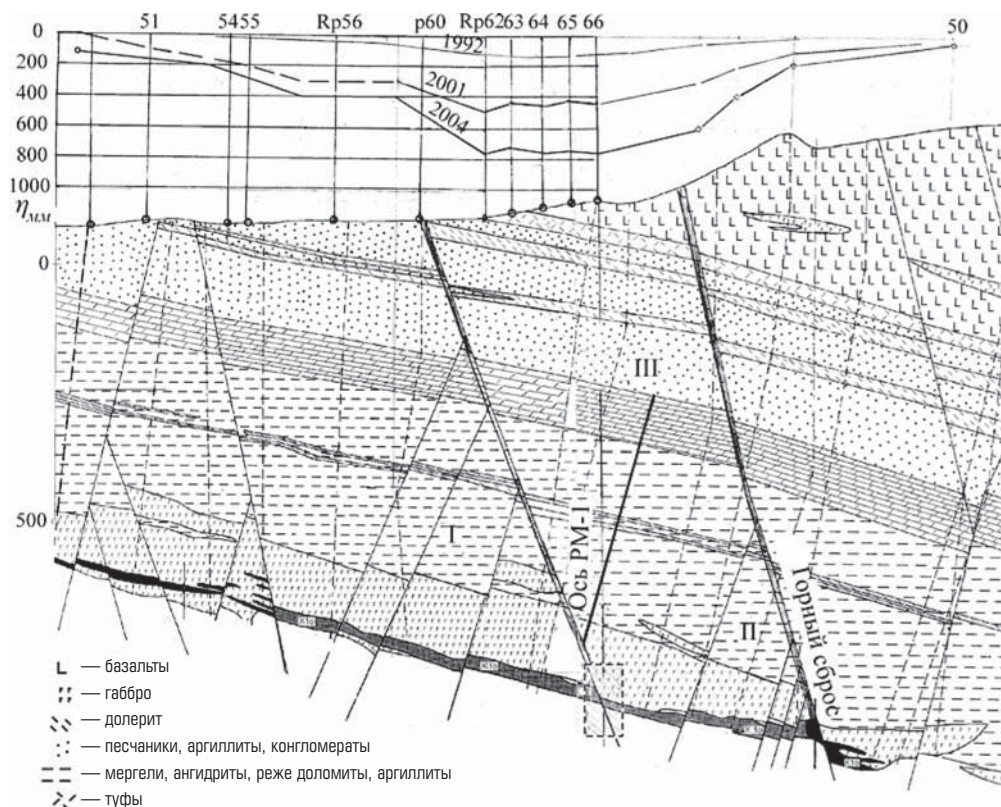 51 54 55 Rp56 p60 Rp62 63 64 65 66 50
0
200
400
600
800
1000
η мм
1992
2001
2004
0
500
I
II
III
Ось РМ-1
Горный сброс
L — базальты
— габбро
— долерит
— песчаники, аргиллиты, конгломераты
— мергели, ангидриты, реже доломиты, аргиллиты
— туфы